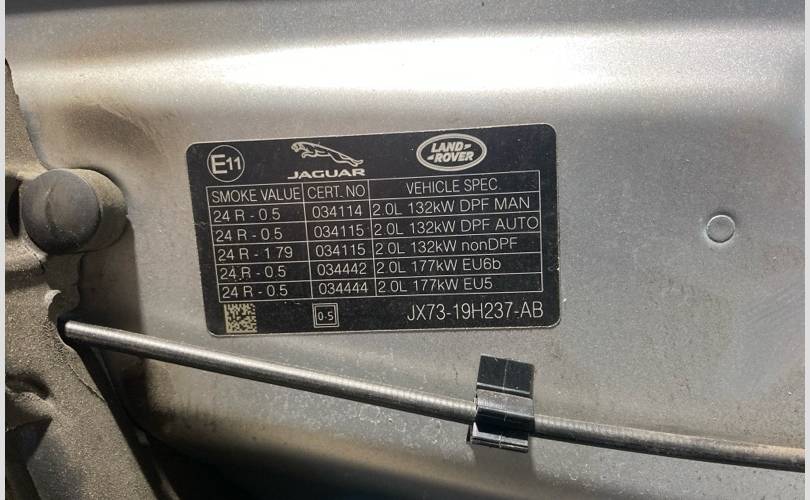 E11
JAGUAR
LAND-
-ROVER
SMOKE VALUE CERT. NO VEHICLE SPEC.
24 R - 0.5 034114 2.0L 132kW DPF MAN
24 R - 0.5 034115 2.0L 132kW DPF AUTO
24 R - 1.79 034115 2.0L 132kW nonDPF
24 R - 0.5 034442 2.0L 177kW EU6b
24 R - 0.5 034444 2.0L 177kW EU5
0·5 JX73-19H237-AB